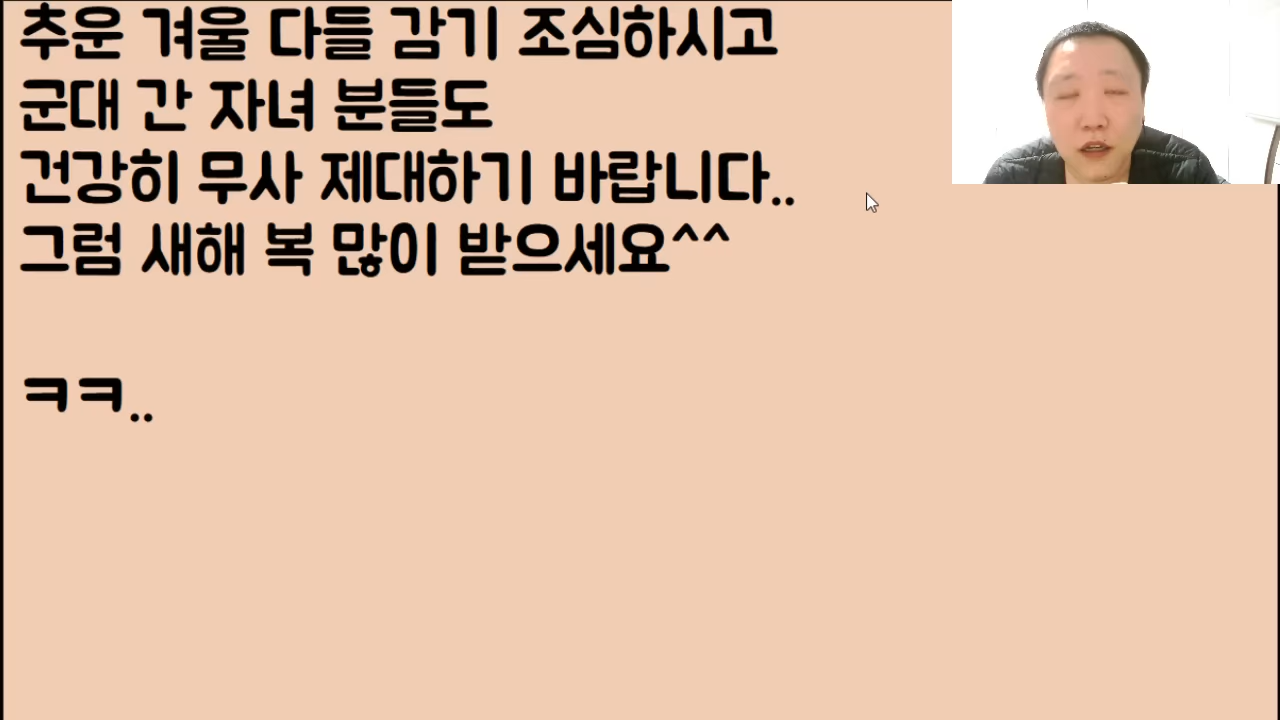 추운 겨울 다들 감기 조심하시고
군대 간 자녀 분들도
건강히 무사 제대하기 바랍니다..
그럼 새해 복 많이 받으세요^^
ㅋㅋ..